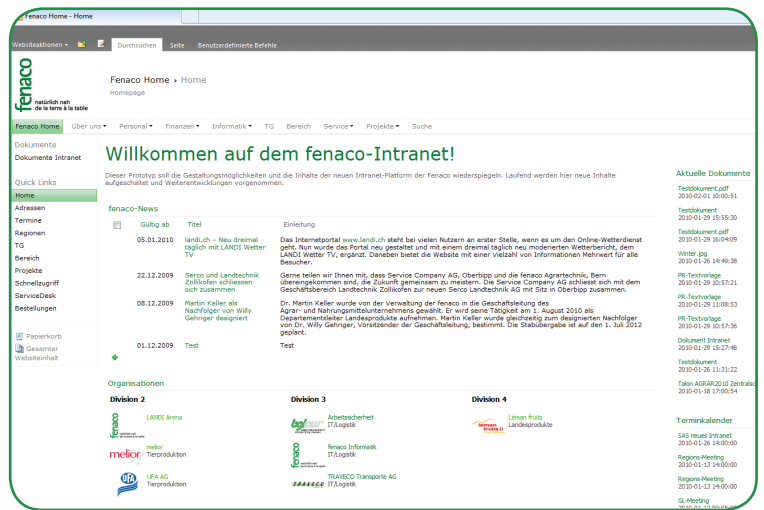 Fenaco Home - Home
Websiteaktionen
Durchsuchen Seite Benutzerdefinierte Befehle
fenaco
natürlich nah
de la terre à la table
Fenaco Home Home
Homepage
Fenaco Home Über uns Personal Finanzen Informatik TG Bereich Service Projekte Suche
Dokumente
Dokumente Intranet
Quick Links
Home
Adressen
Termine
Regionen
TG
Bereich
Projekte
Schnellzugriff
ServiceDesk
Bestellungen
Papierkorb
Gesamter
Websiteinhalt
Willkommen auf dem fenaco-Intranet!
Dieser Prototyp soll die Gestaltungsmöglichkeiten und die Inhalte der neuen Intranet-Platform der Fenaco wiederspiegeln. Laufend werden hier neue Inhalte
aufgeschaltet und Weiterentwicklungen vorgenommen.
fenaco-News
Gültig ab Titel Einleitung
05.01.2010 landi.ch – Neu dreimal Das Internetportal www.landi.ch steht bei vielen Nutzern an erster Stelle, wenn es um den Online-Wetterdienst
täglich mit LANDI Wetter geht. Nun wurde das Portal neu gestaltet und mit einem dreimal täglich neu moderierten Wetterbericht, dem
TV LANDI Wetter TV, ergänzt. Daneben bietet die Website mit einer Vielzahl von Informationen Mehrwert für alle
Besucher.
22.12.2009 Serco und Landtechnik Gerne teilen wir Ihnen mit, dass Service Company AG, Oberbipp und die fenaco Agrartechnik, Bern
Zollikofen schliessen übereingekommen sind, die Zukunft gemeinsam zu meistern. Die Service Company AG schliesst sich mit dem
sich zusammen Geschäftsbereich Landtechnik Zollikofen zur neuen Serco Landtechnik AG mit Sitz in Oberbipp zusammen.
08.12.2009 Martin Keller als Dr. Martin Keller wurde von der Verwaltung der fenaco in die Geschäftsleitung des
Nachfolger von Willy Agrar- und Nahrungsmittelunternehmens gewählt. Er wird seine Tätigkeit am 1. August 2010 als
Gehriger designiert Departementsleiter Landesprodukte aufnehmen. Martin Keller wurde gleichzeitig zum designierten Nachfolger
von Dr. Willy Gehriger, Vorsitzender der Geschäftsleitung, bestimmt. Die Stabübergabe ist auf den 1. Juli 2012
geplant.
01.12.2009 Test Test
Organisationen
Division 2 Division 3 Division 4
fenaco LANDI Arena Arbeitssicherheit léman fruits Léman fruits
IT/Logistik Landesprodukte
melior melior fenaco fenaco Informatik
Tierproduktion IT/Logistik
UFA UFA AG TRAVECO TRAVECO Transporte AG
Tierproduktion IT/Logistik
Aktuelle Dokumente
Testdokument.pdf
2010-02-01 10:00:51
Testdokument
2010-01-29 15:55:30
Testdokument.pdf
2010-01-29 16:04:09
Winter.jpg
2010-01-26 14:49:38
PR-Textvorlage
2010-01-29 10:57:21
PR-Textvorlage
2010-01-29 11:08:53
PR-Textvorlage
2010-01-29 10:57:36
Dokument Intranet
2010-01-29 15:27:48
Testdokument
2010-01-26 11:31:22
Talon AGRAR2010 Zentralsc
2010-01-18 17:00:54
Terminkalender
SAS neues Intranet
2010-01-26 14:00:00
Regions-Meeting
2010-01-13 14:00:00
Regions-Meeting
2010-01-13 14:00:00
GL-Meeting